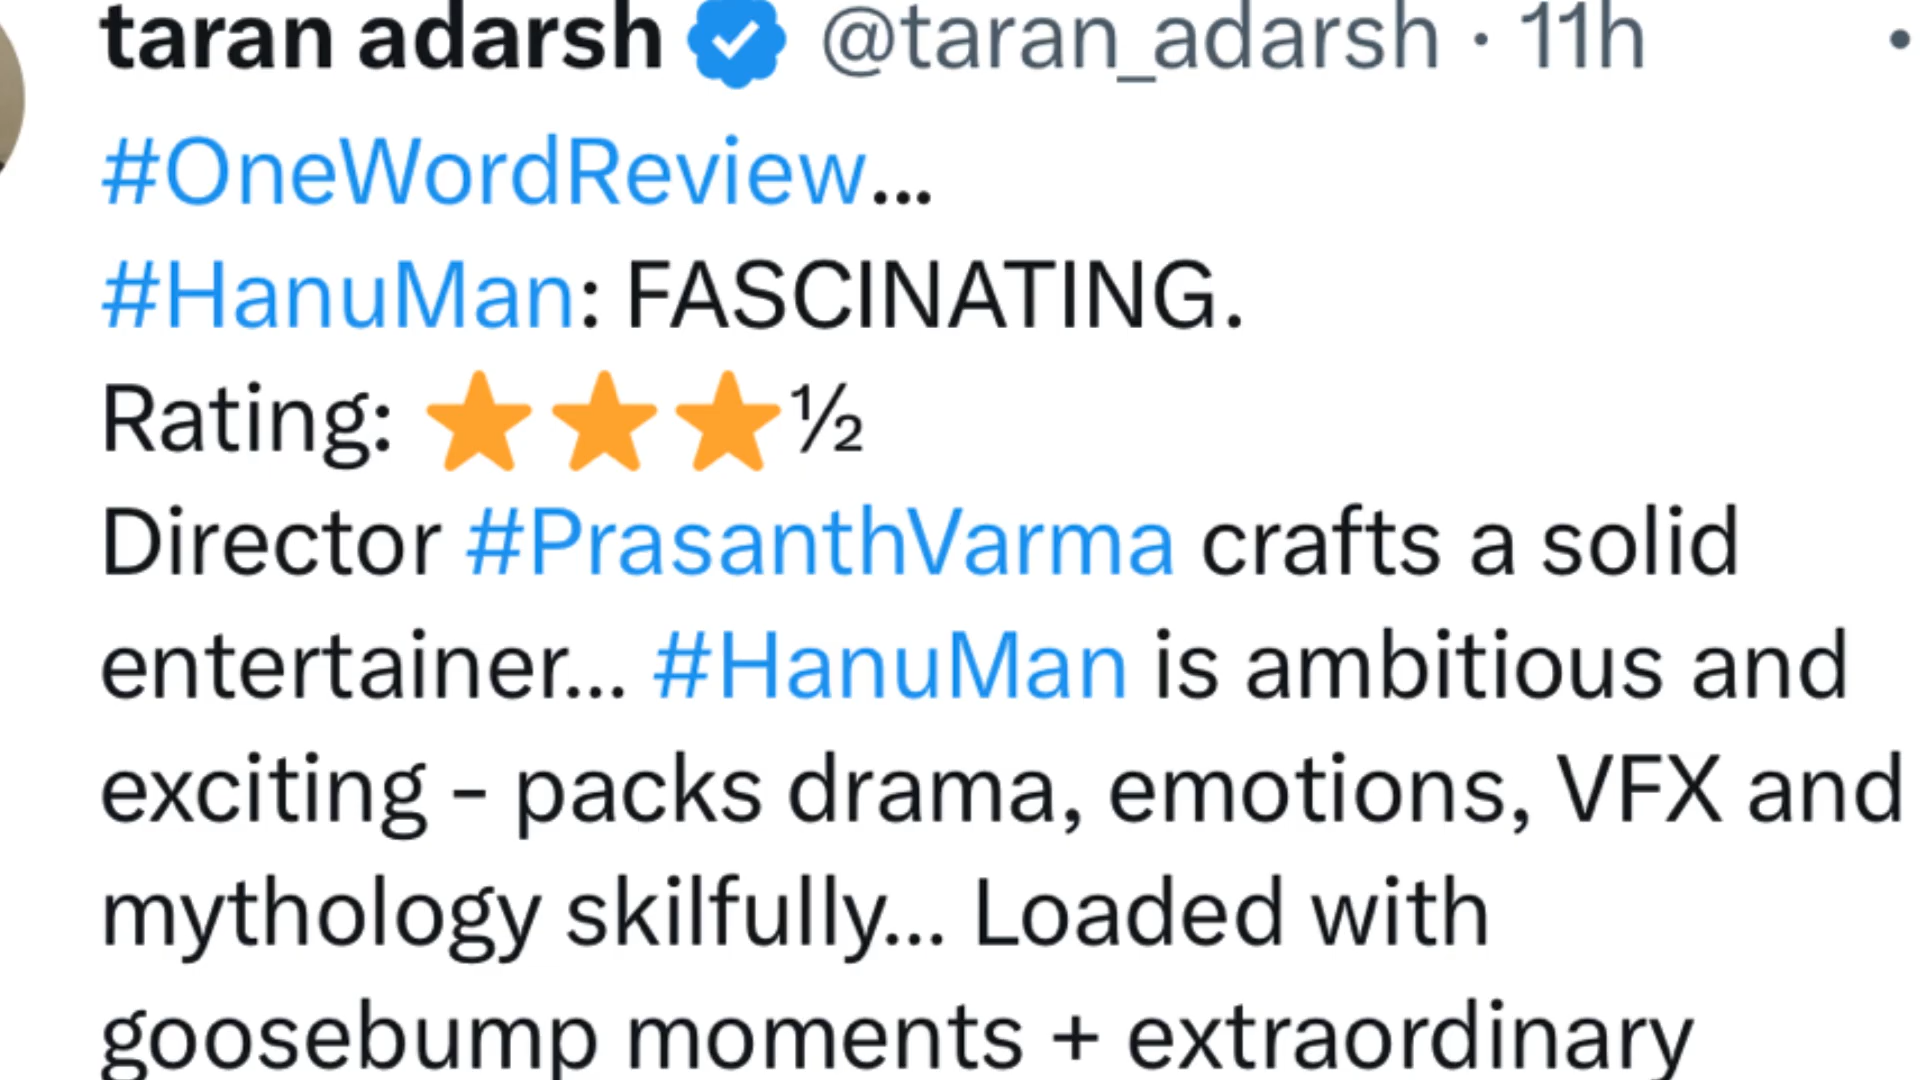 taran adarsh @taran_adarsh · 11h
#OneWordReview...
#HanuMan: FASCINATING.
Rating: ⭐⭐⭐½
Director #PrasanthVarma crafts a solid
entertainer... #HanuMan is ambitious and
exciting - packs drama, emotions, VFX and
mythology skilfully... Loaded with
goosebump moments + extraordinary